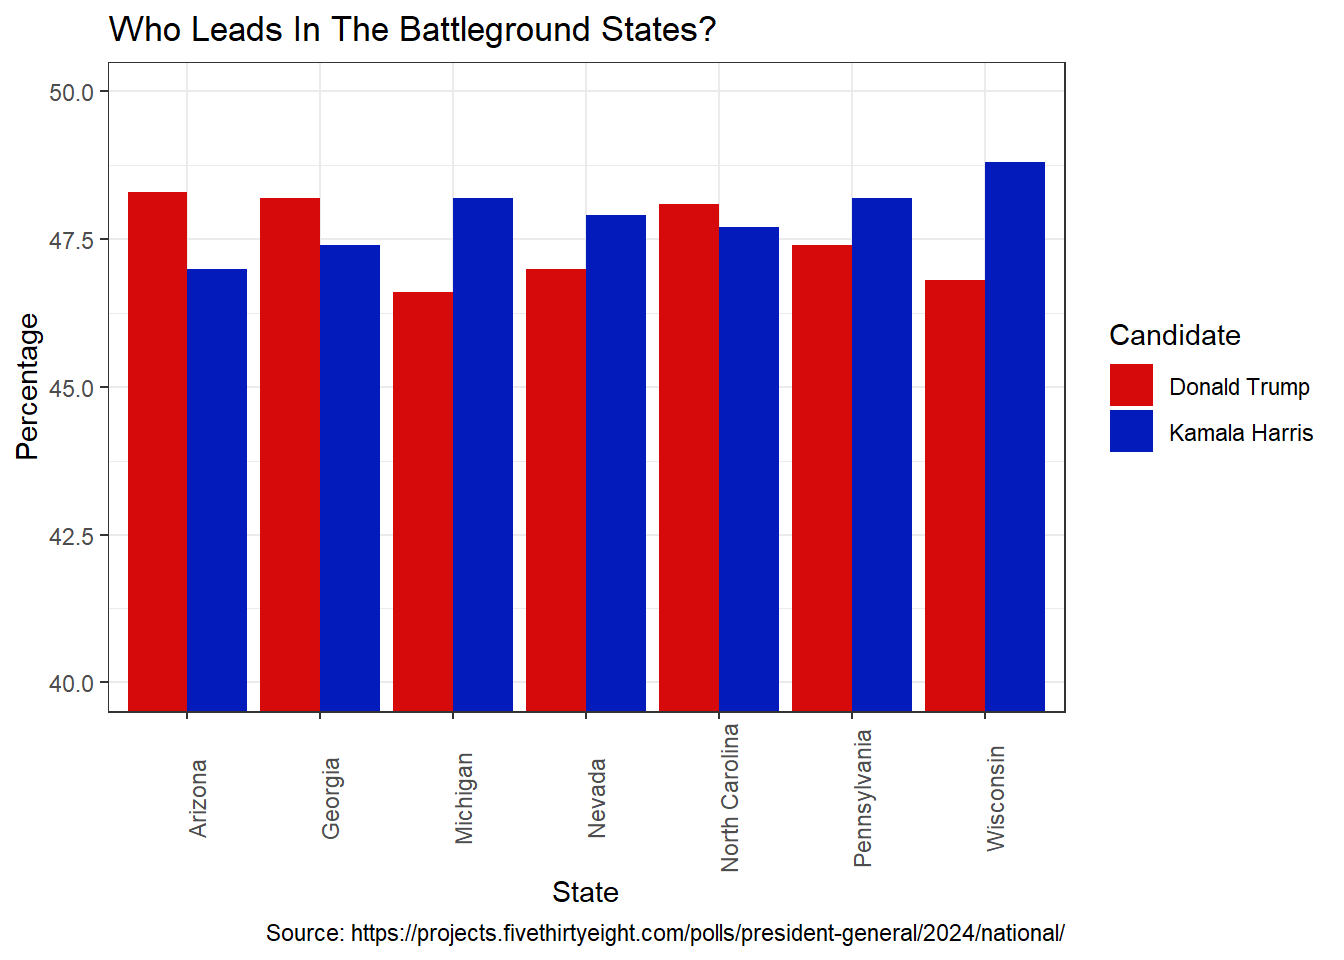 Who Leads In The Battleground States?
50.0
47.5
45.0
42.5
40.0
Percentage
Arizona
Georgia
Michigan
Nevada
North Carolina
Pennsylvania
Wisconsin
State
Candidate
Donald Trump
Kamala Harris
Source: https://projects.fivethirtyeight.com/polls/president-general/2024/national/